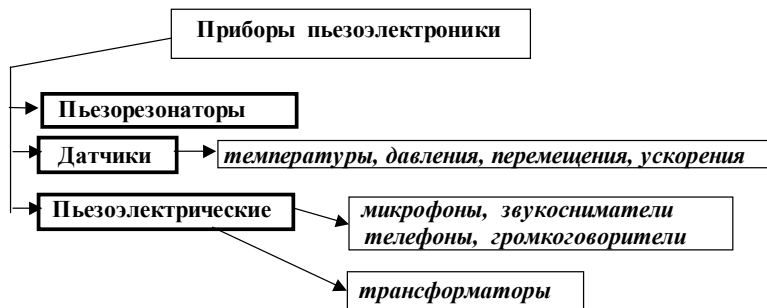 Приборы пьезоэлектроники
Пьезорезонаторы
Датчики
температуры, давления, перемещения, ускорения
Пьезоэлектрические
микрофоны, звукосниматели
телефоны, громкоговорители
трансформаторы